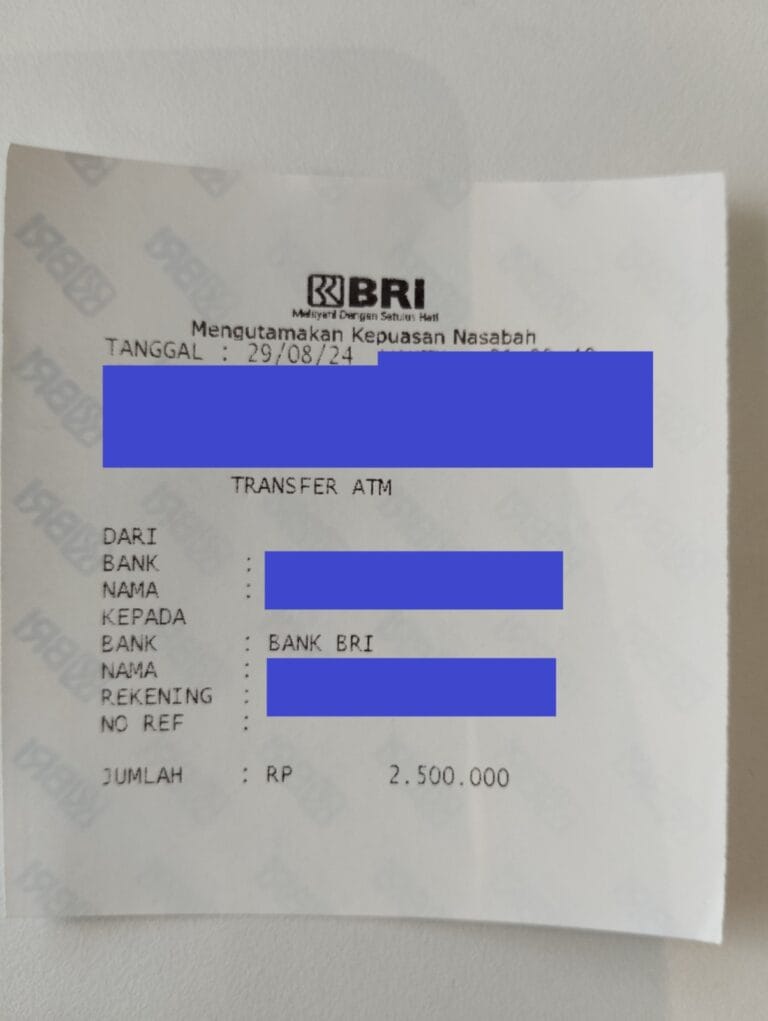 BRI
Melayani Dengan Setulus Hati
Mengutamakan Kepuasan Nasabah
TANGGAL : 29/08/24
TRANSFER ATM
DARI
BANK :
NAMA :
KEPADA
BANK : BANK BRI
NAMA :
REKENING :
NO REF :
JUMLAH : RP 2.500.000